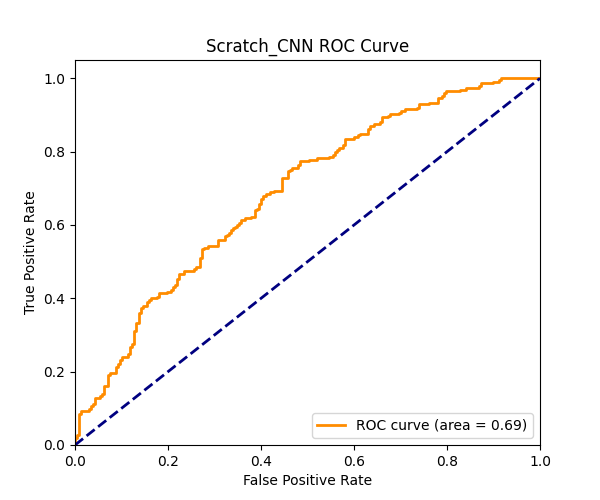 Scratch_CNN ROC Curve
True Positive Rate
1.0
0.8
0.6
0.4
0.2
0.0
ROC curve (area = 0.69)
0.0 0.2 0.4 0.6 0.8 1.0
False Positive Rate